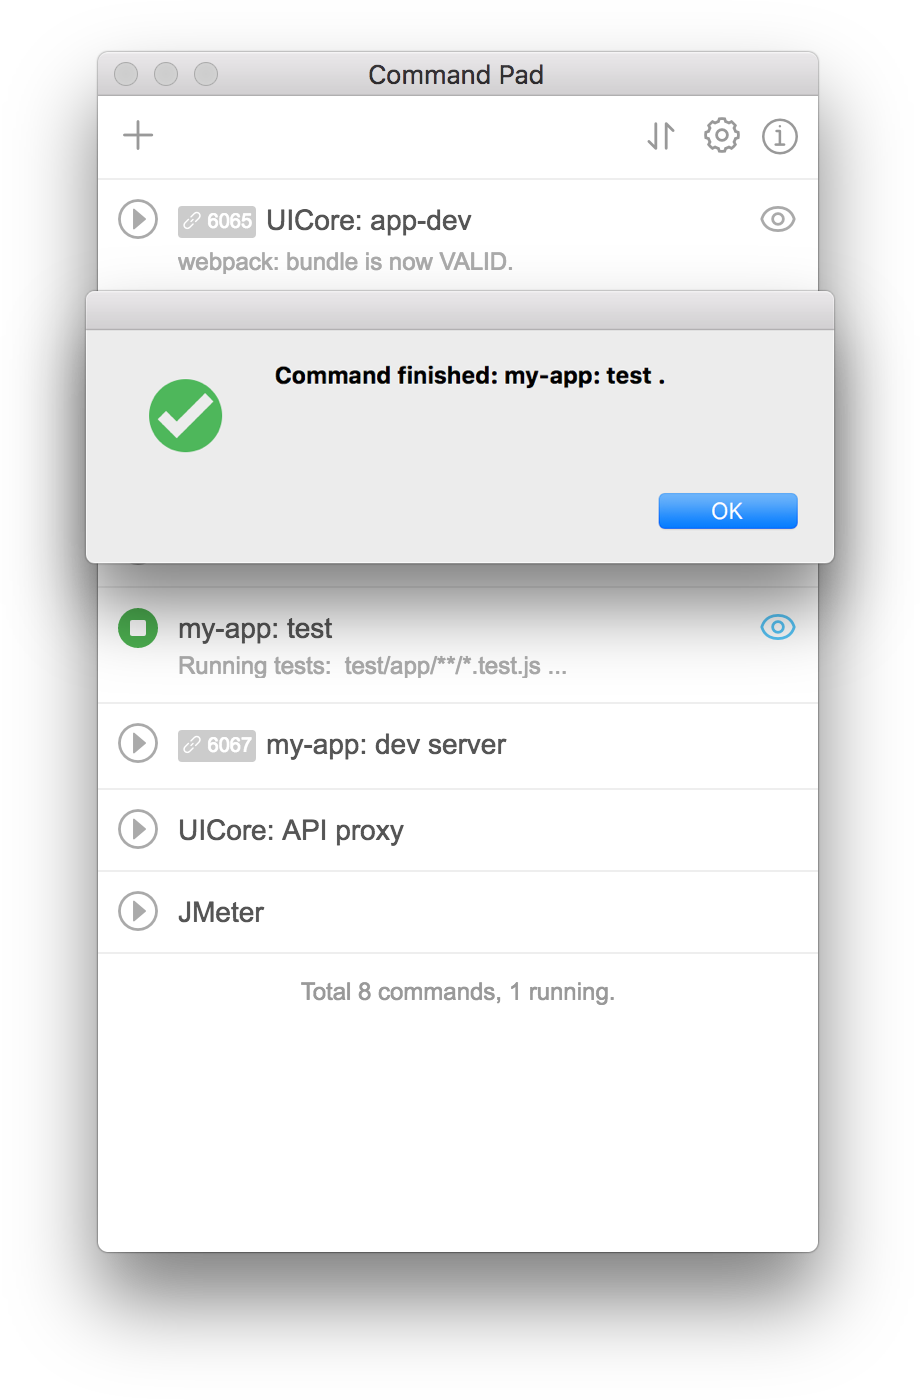 Command Pad
6065 UICore: app-dev
webpack: bundle is now VALID.
Command finished: my-app: test .
OK
my-app: test
Running tests:  test/app/**/*.test.js ...
6067 my-app: dev server
UICore: API proxy
JMeter
Total 8 commands, 1 running.